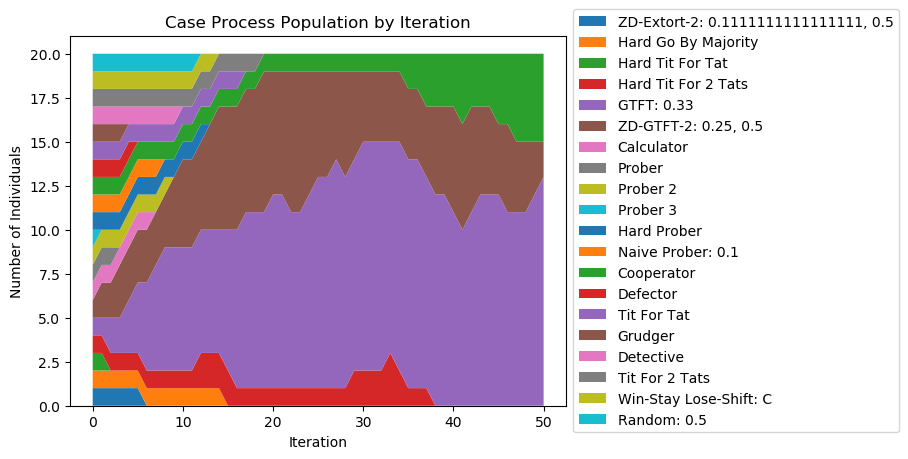 Case Process Population by Iteration
Number of Individuals
20.0
17.5
15.0
12.5
10.0
7.5
5.0
2.5
0.0
0
10
20
30
40
50
Iteration
ZD-Extort-2: 0.1111111111111111, 0.5
Hard Go By Majority
Hard Tit For Tat
Hard Tit For 2 Tats
GTFT: 0.33
ZD-GTFT-2: 0.25, 0.5
Calculator
Prober
Prober 2
Prober 3
Hard Prober
Naive Prober: 0.1
Cooperator
Defector
Tit For Tat
Grudger
Detective
Tit For 2 Tats
Win-Stay Lose-Shift: C
Random: 0.5